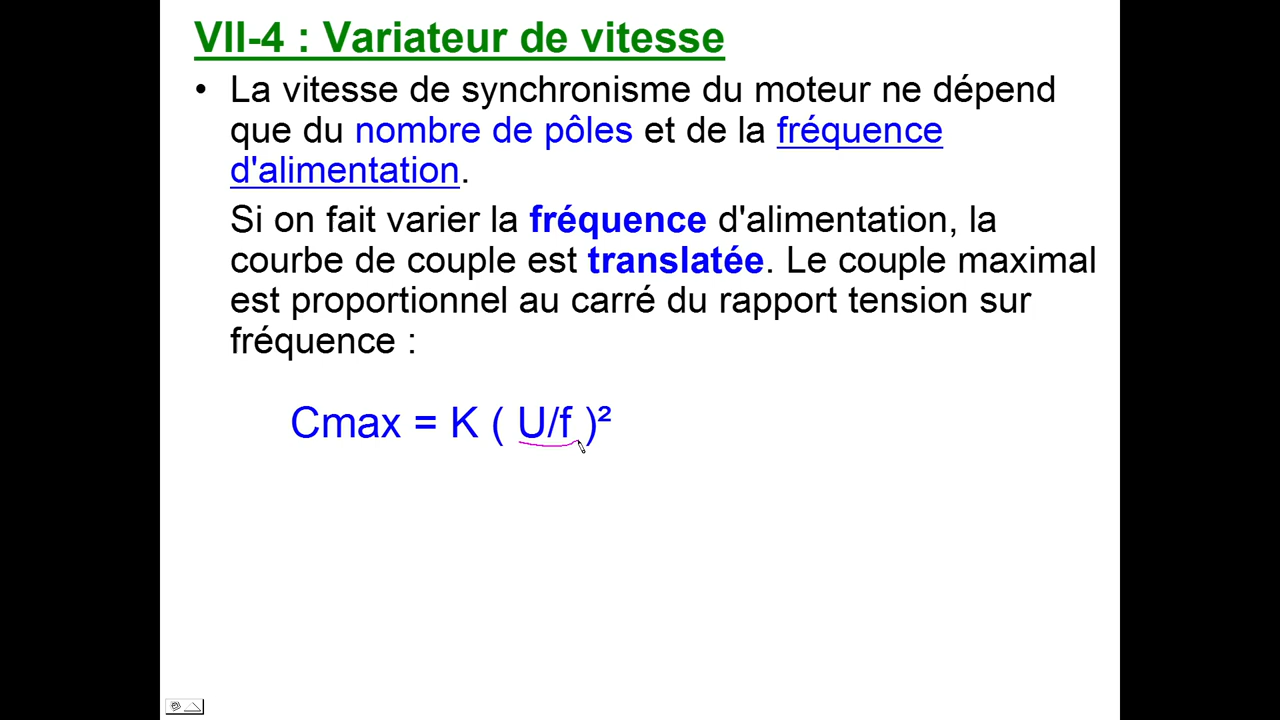 VII-4 : Variateur de vitesse
• La vitesse de synchronisme du moteur ne dépend
que du nombre de pôles et de la fréquence
d'alimentation.
Si on fait varier la fréquence d'alimentation, la
courbe de couple est translatée. Le couple maximal
est proportionnel au carré du rapport tension sur
fréquence :
Cmax = K ( U/f )²